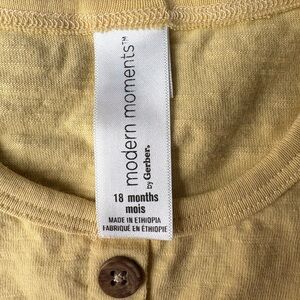 modern moments™
by Gerber®
18 months
mois
MADE IN ETHIOPIA
FABRIQUÉ EN ÉTHIOPIE